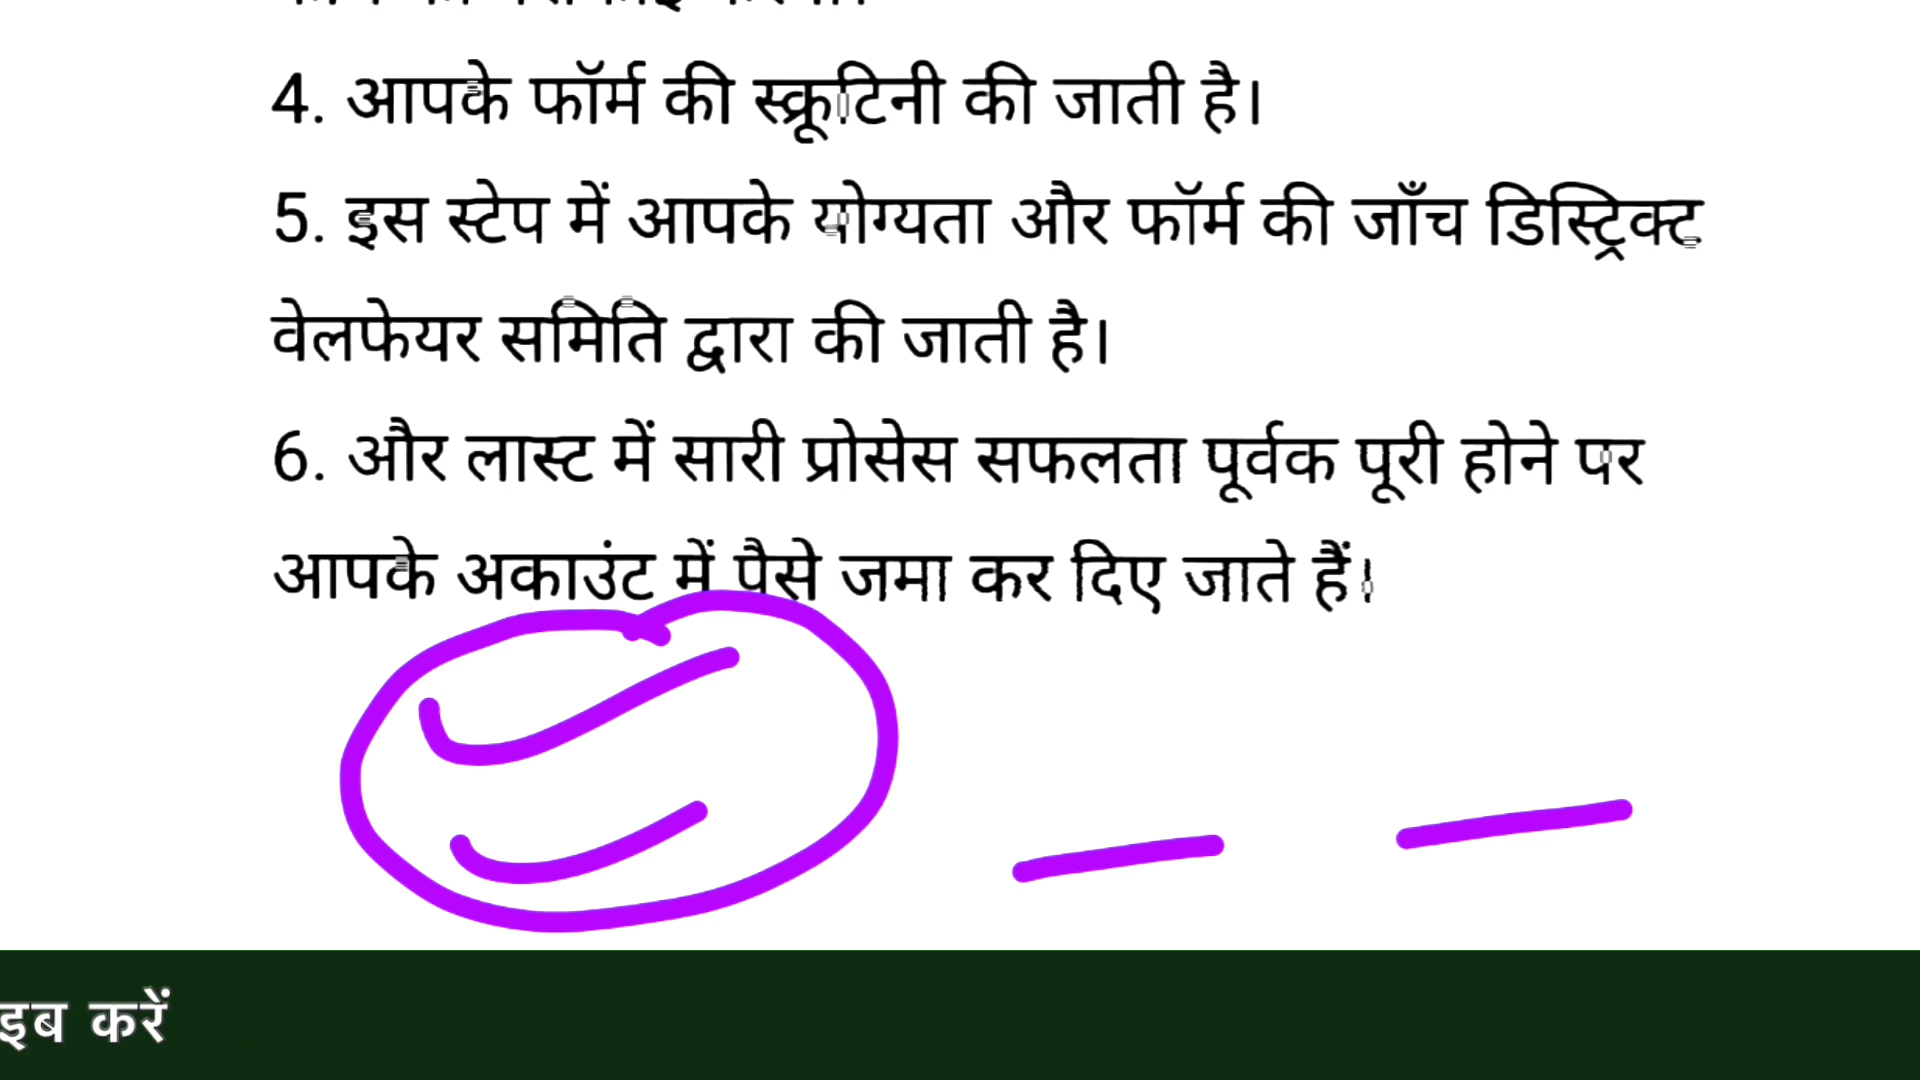 4. आपके फॉर्म की स्क्रूटिनी की जाती है।
5. इस स्टेप में आपके योग्यता और फॉर्म की जाँच डिस्ट्रिक्ट
वेलफेयर समिति द्वारा की जाती है।
6. और लास्ट में सारी प्रोसेस सफलता पूर्वक पूरी होने पर
आपके अकाउंट में पैसे जमा कर दिए जाते हैं।
इब करें